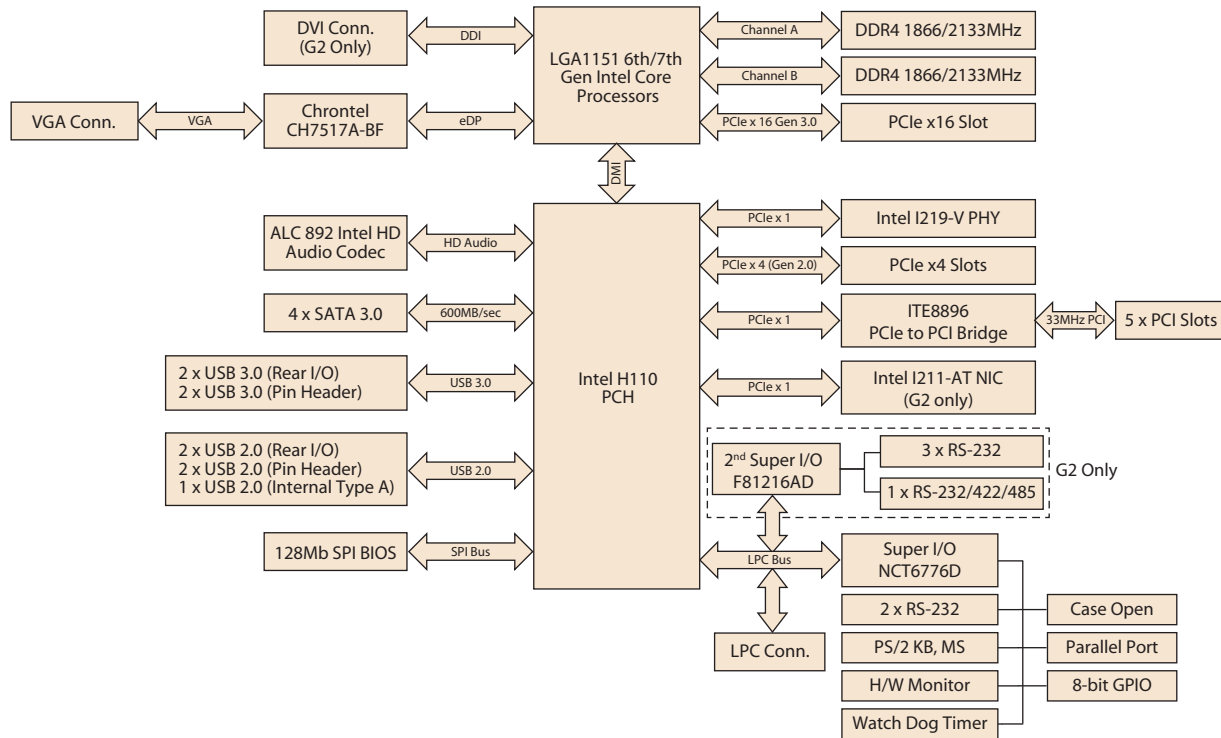 DVI Conn.
(G2 Only)
DDI
LGA1151 6th/7th
Gen Intel Core
Processors
Channel A
DDR4 1866/2133MHz
Channel B
DDR4 1866/2133MHz
VGA Conn.
VGA
Chrontel
CH7517A-BF
eDP
PCIe x 16 Gen 3.0
PCIe x16 Slot
DMI
ALC 892 Intel HD
Audio Codec
HD Audio
4 x SATA 3.0
600MB/sec
2 x USB 3.0 (Rear I/O)
2 x USB 3.0 (Pin Header)
USB 3.0
2 x USB 2.0 (Rear I/O)
2 x USB 2.0 (Pin Header)
1 x USB 2.0 (Internal Type A)
USB 2.0
128Mb SPI BIOS
SPI Bus
Intel H110
PCH
PCIe x 1
Intel I219-V PHY
PCIe x 4 (Gen 2.0)
PCIe x4 Slots
PCIe x 1
ITE8896
PCIe to PCI Bridge
33MHz PCI
5 x PCI Slots
PCIe x 1
Intel I211-AT NIC
(G2 only)
2nd Super I/O
F81216AD
3 x RS-232
1 x RS-232/422/485
G2 Only
LPC Bus
Super I/O
NCT6776D
LPC Conn.
2 x RS-232
Case Open
PS/2 KB, MS
Parallel Port
H/W Monitor
8-bit GPIO
Watch Dog Timer